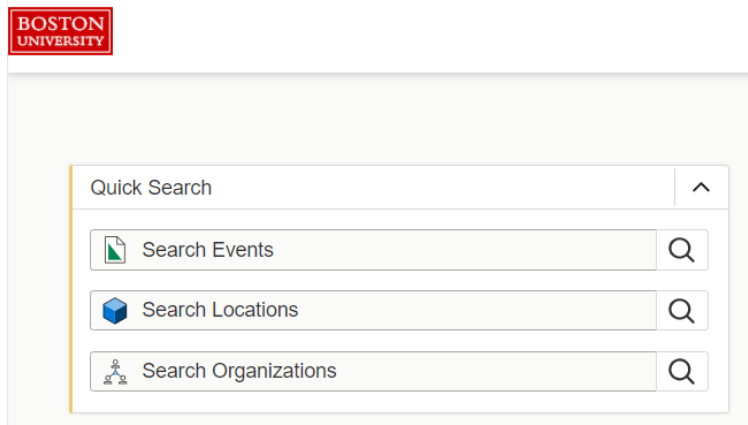 BOSTON
UNIVERSITY
Quick Search
Search Events
Search Locations
Search Organizations